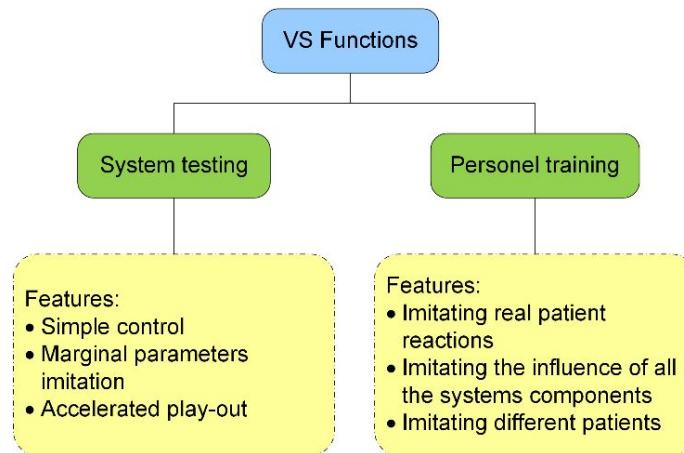 VS Functions
System testing
Personel training
Features:
• Simple control
• Marginal parameters
imitation
• Accelerated play-out
Features:
• Imitating real patient
reactions
• Imitating the influence of all
the systems components
• Imitating different patients